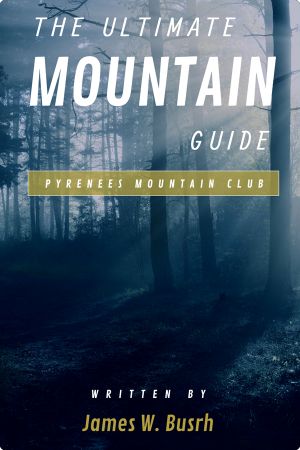 THE ULTIMATE
MOUNTAIN
GUIDE
PYRENEES MOUNTAIN CLUB
WRITTEN BY
James W. Busrh